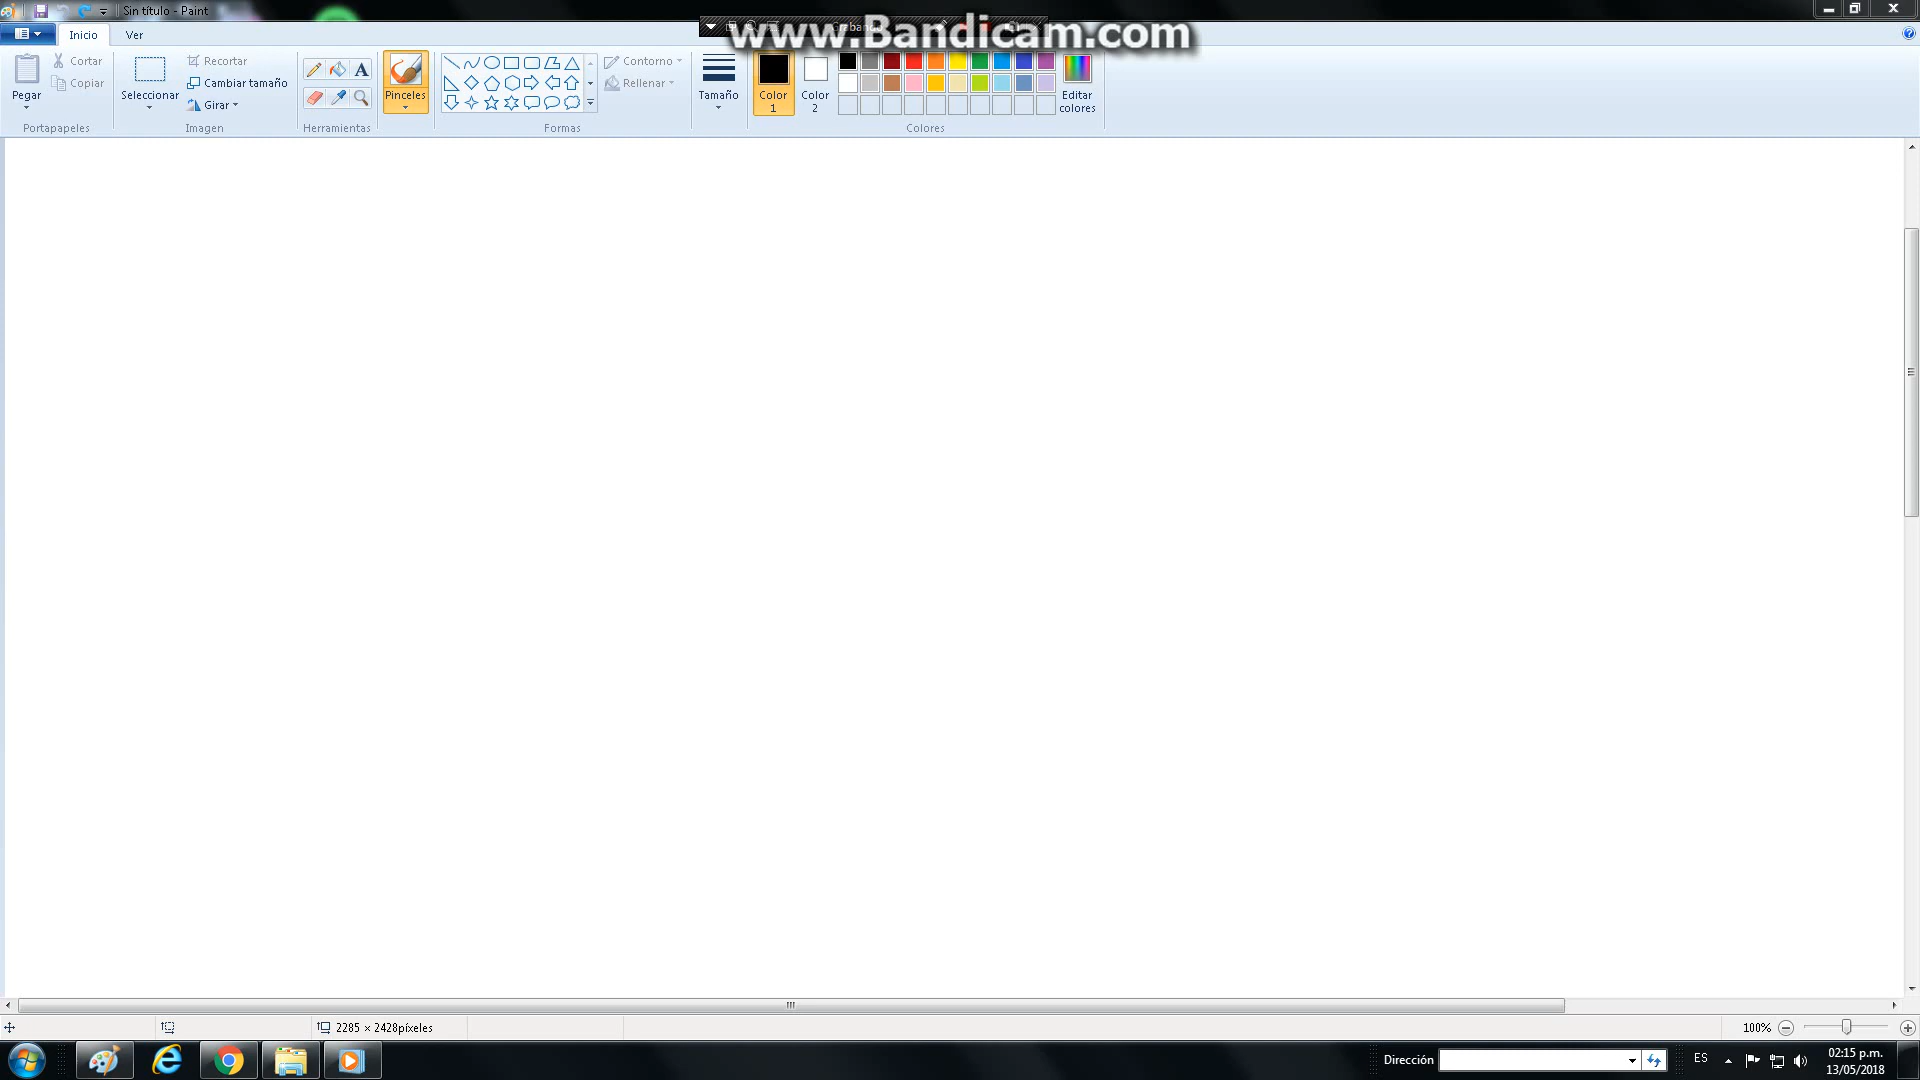 Sin título - Paint
www.Bandicam.com
Inicio
Ver
Cortar
Recortar
Contorno
Copiar
Cambiar tamaño
Rellenar
Pegar
Seleccionar
Girar
Pinceles
Tamaño
Color
1
Color
2
Editar
colores
Portapapeles
Imagen
Herramientas
Formas
Colores
2285 × 2428píxeles
100%
Dirección
ES
02:15 p.m.
13/05/2018